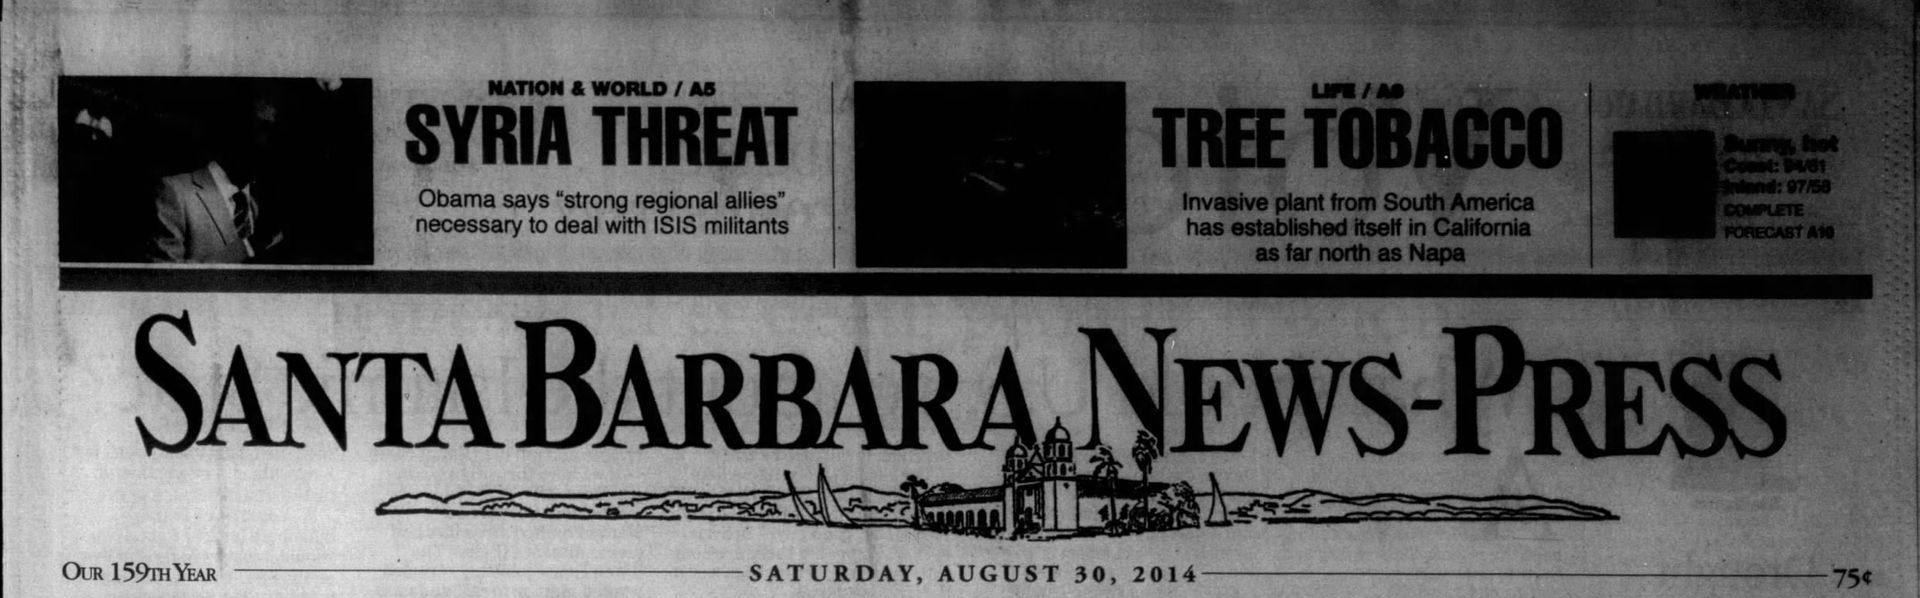 NATION & WORLD / A5
SYRIA THREAT
Obama says “strong regional allies”
necessary to deal with ISIS militants
LIFE / A6
TREE TOBACCO
Invasive plant from South America
has established itself in California
as far north as Napa
WEATHER
Sunny, hot
Coast: 94/61
Inland: 97/58
COMPLETE
FORECAST A10
SANTA BARBARA NEWS-PRESS
OUR 159TH YEAR
SATURDAY, AUGUST 30, 2014
75¢